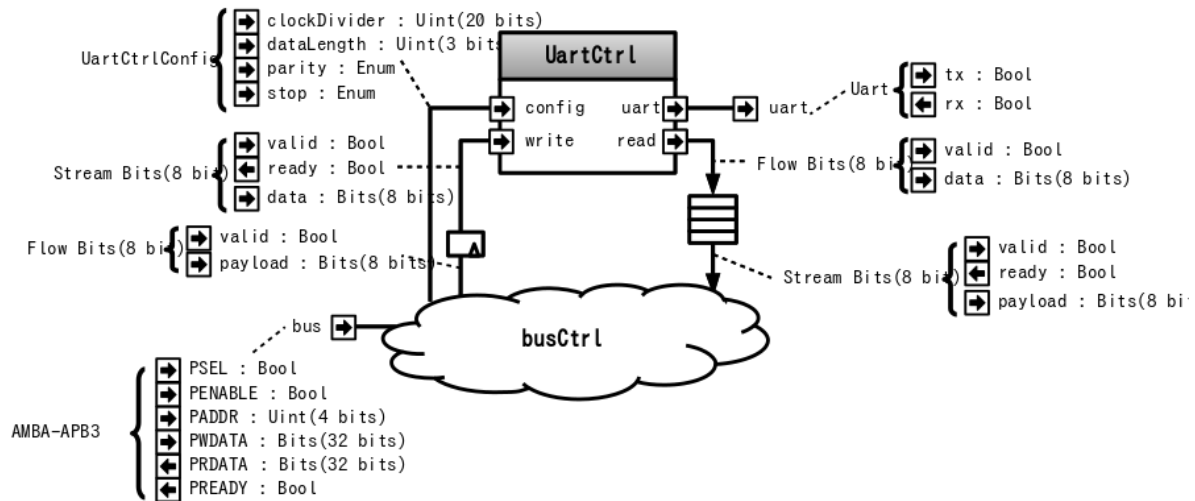 clockDivider : Uint(20 bits)
dataLength : Uint(3 bits
parity : Enum
stop : Enum
UartCtrlConfig
UartCtrl
config
uart
write
read
uart
Uart
tx : Bool
rx : Bool
valid : Bool
ready : Bool
data : Bits(8 bits)
Stream Bits(8 bit)
Flow Bits(8 bit)
valid : Bool
data : Bits(8 bits)
Flow Bits(8 bit)
valid : Bool
payload : Bits(8 bits)
Stream Bits(8 bit)
valid : Bool
ready : Bool
payload : Bits(8 bit
bus
busCtrl
AMBA-APB3
PSEL : Bool
PENABLE : Bool
PADDR : Uint(4 bits)
PWDATA : Bits(32 bits)
PRDATA : Bits(32 bits)
PREADY : Bool